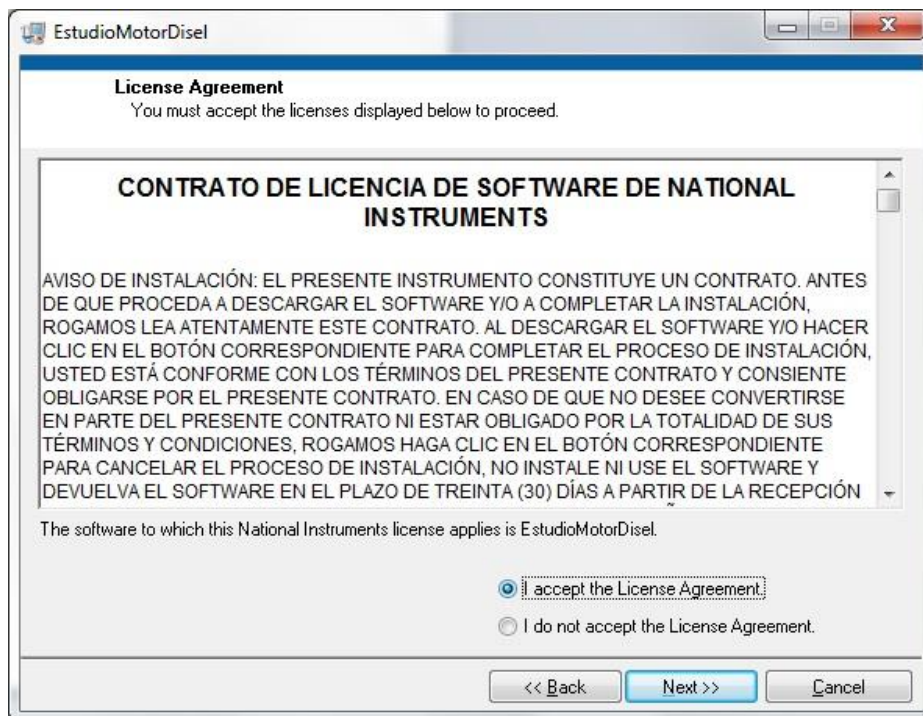 EstudioMotorDisel
License Agreement
You must accept the licenses displayed below to proceed.
CONTRATO DE LICENCIA DE SOFTWARE DE NATIONAL
INSTRUMENTS
AVISO DE INSTALACIÓN: EL PRESENTE INSTRUMENTO CONSTITUYE UN CONTRATO. ANTES
DE QUE PROCEDA A DESCARGAR EL SOFTWARE Y/O A COMPLETAR LA INSTALACIÓN,
ROGAMOS LEA ATENTAMENTE ESTE CONTRATO. AL DESCARGAR EL SOFTWARE Y/O HACER
CLIC EN EL BOTÓN CORRESPONDIENTE PARA COMPLETAR EL PROCESO DE INSTALACIÓN,
USTED ESTÁ CONFORME CON LOS TÉRMINOS DEL PRESENTE CONTRATO Y CONSIENTE
OBLIGARSE POR EL PRESENTE CONTRATO. EN CASO DE QUE NO DESEE CONVERTIRSE
EN PARTE DEL PRESENTE CONTRATO NI ESTAR OBLIGADO POR LA TOTALIDAD DE SUS
TÉRMINOS Y CONDICIONES, ROGAMOS HAGA CLIC EN EL BOTÓN CORRESPONDIENTE
PARA CANCELAR EL PROCESO DE INSTALACIÓN, NO INSTALE NI USE EL SOFTWARE Y
DEVUELVA EL SOFTWARE EN EL PLAZO DE TREINTA (30) DÍAS A PARTIR DE LA RECEPCIÓN
The software to which this National Instruments license applies is EstudioMotorDisel.
I accept the License Agreement.
I do not accept the License Agreement.
<< Back
Next >>
Cancel